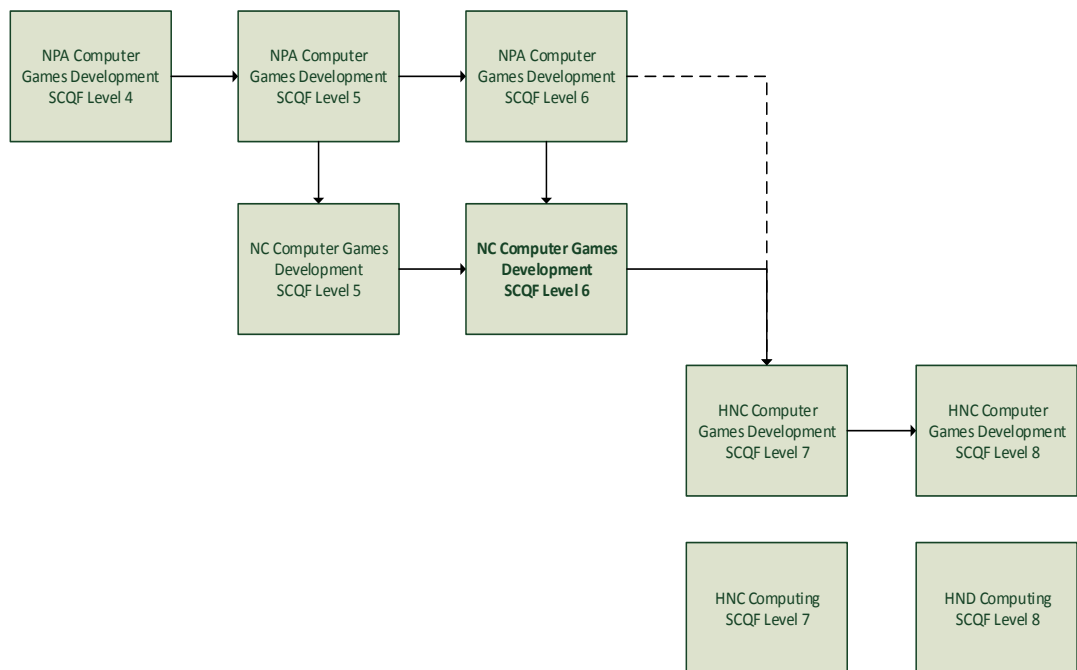 NPA Computer
Games Development
SCQF Level 4
NPA Computer
Games Development
SCQF Level 5
NPA Computer
Games Development
SCQF Level 6
NC Computer Games
Development
SCQF Level 5
NC Computer Games
Development
SCQF Level 6
HNC Computer
Games Development
SCQF Level 7
HNC Computer
Games Development
SCQF Level 8
HNC Computing
SCQF Level 7
HND Computing
SCQF Level 8